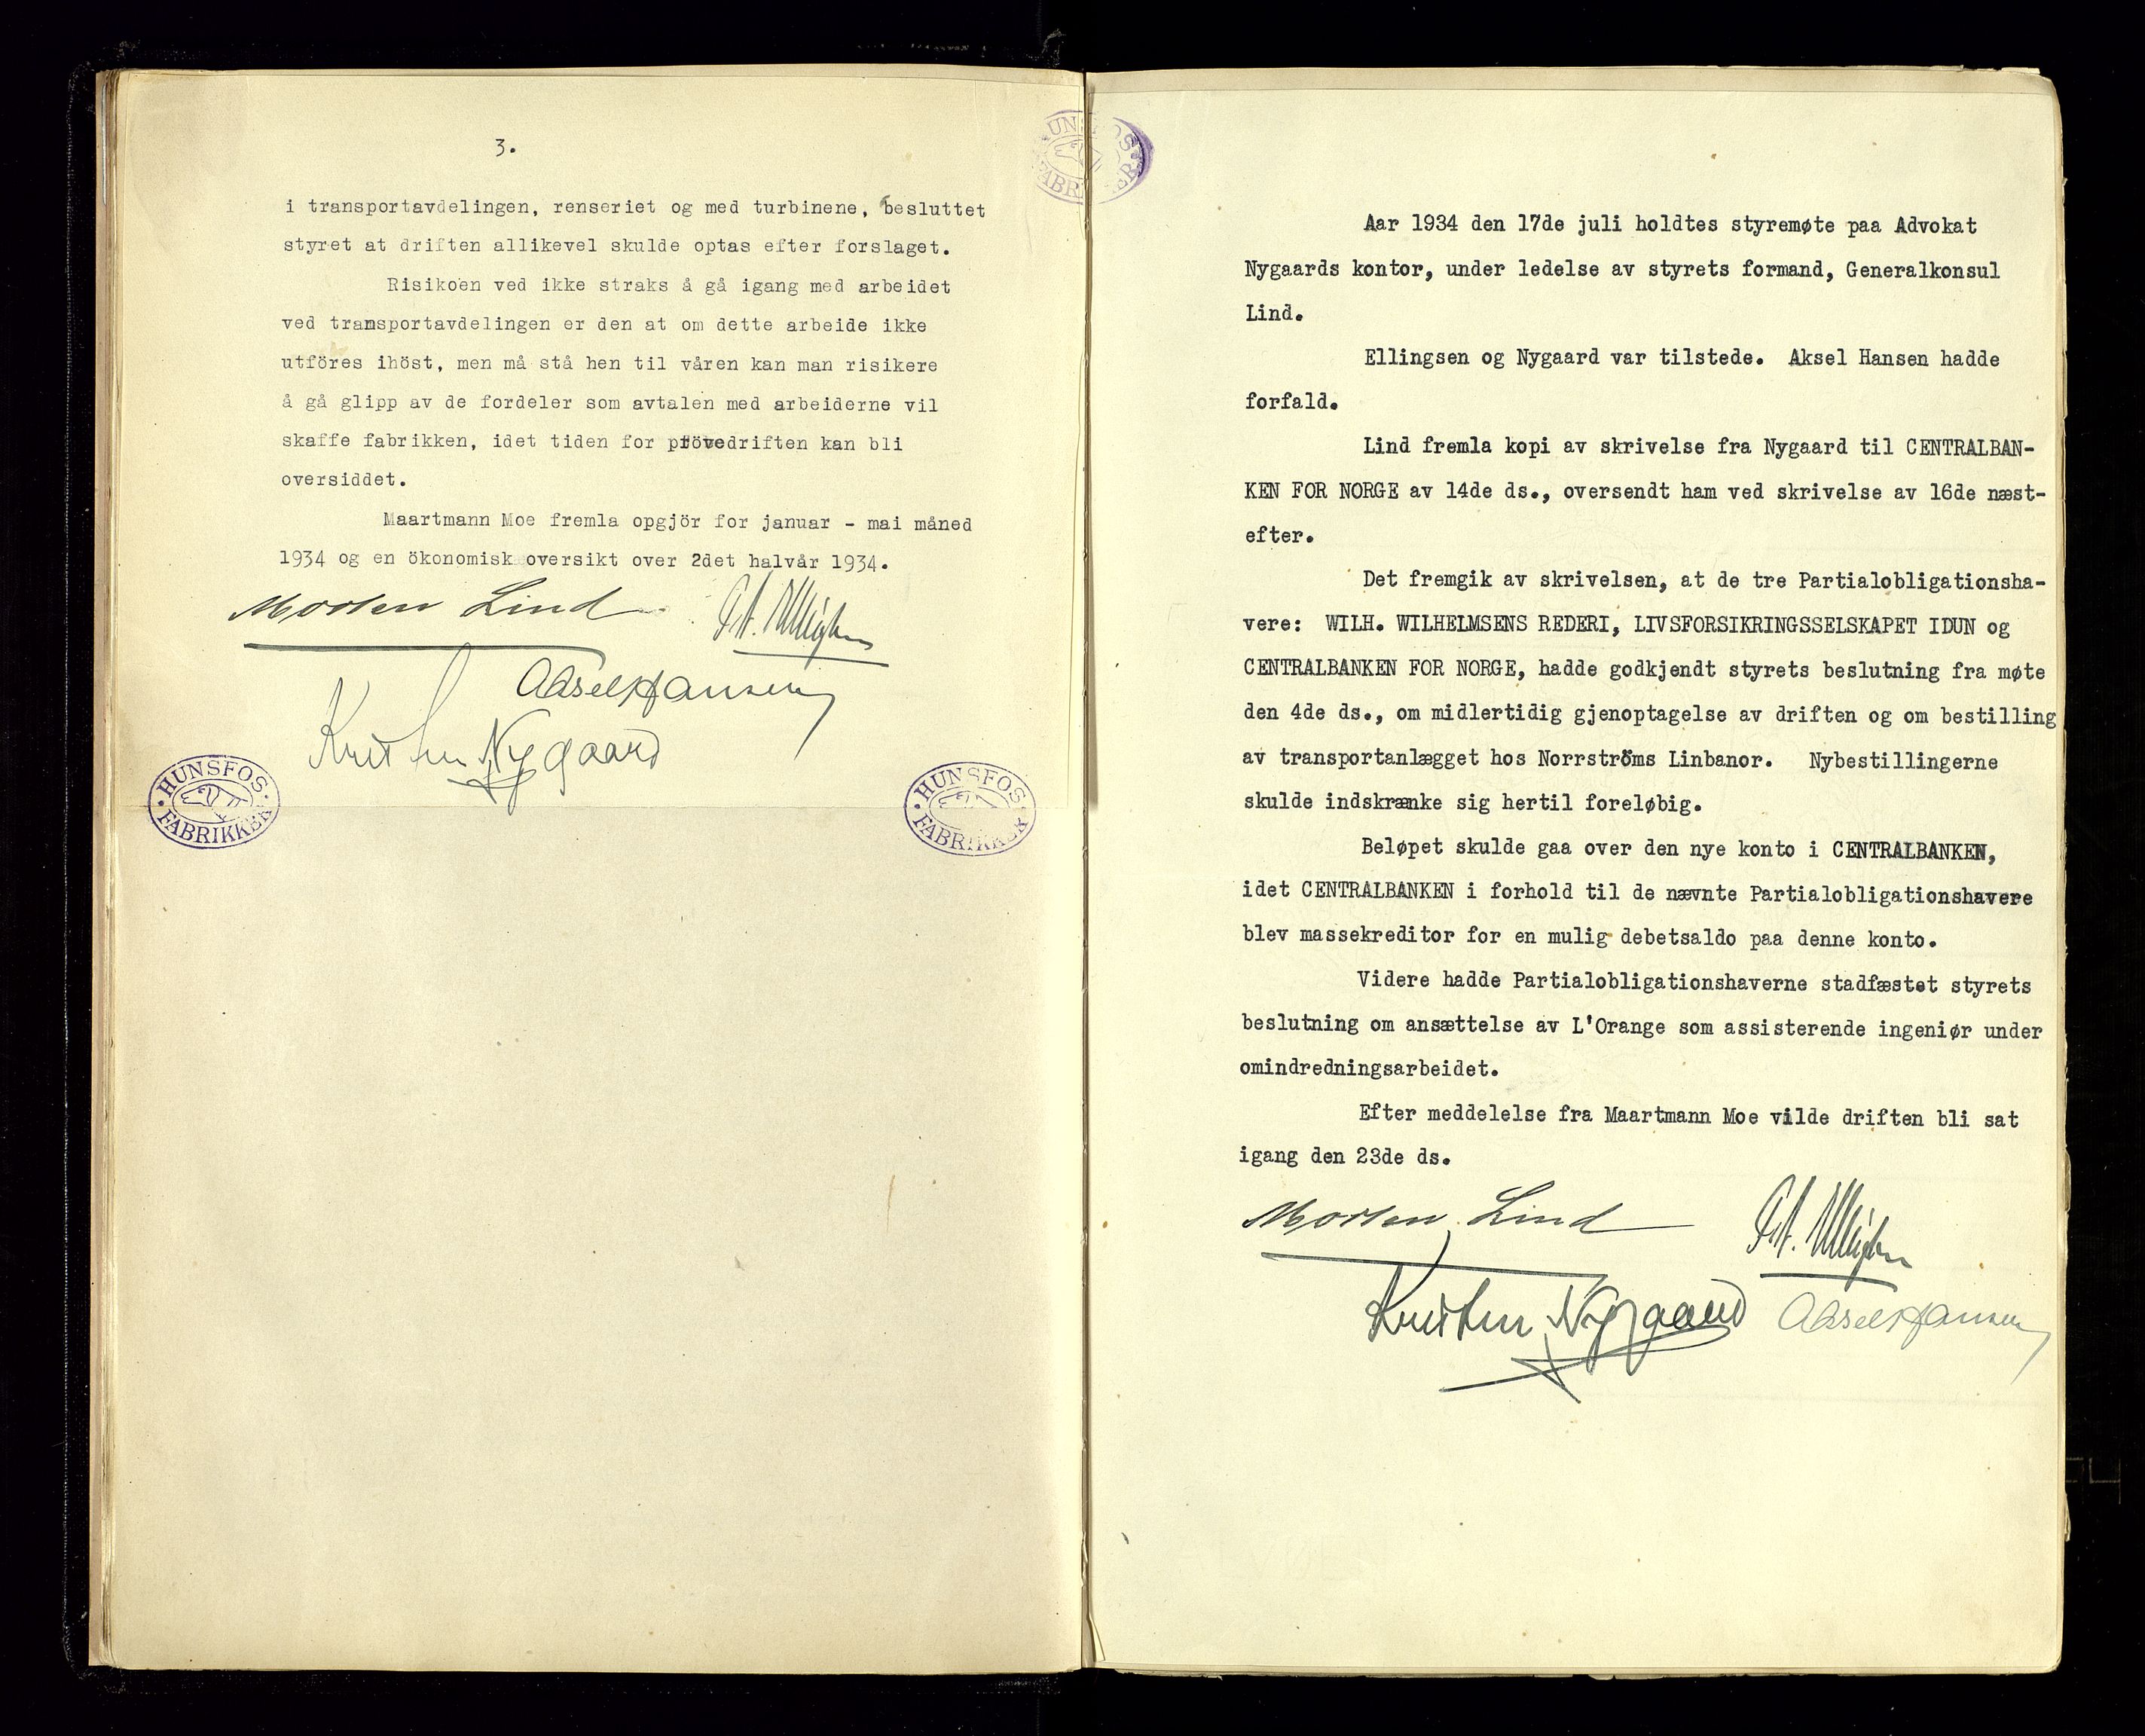 3.
i transportavdelingen, renseriet og med turbinene, besluttet
styret at driften allikevel skulde optas efter forslaget.
Risikoen ved ikke straks å gå igang med arbeidet
ved transportavdelingen er den at om dette arbeide ikke
utföres ihöst, men må stå hen til våren kan man risikere
å gå glipp av de fordeler som avtalen med arbeiderne vil
skaffe fabrikken, idet tiden for prövedriften kan bli
oversiddet.
Maartmann Moe fremla opgjör for januar - mai måned
1934 og en ökonomisk oversikt over 2det halvår 1934.
Morten Lind
Aksel Hansen
Kristen Nygaard
HUNSFOS
FABRIKKER
HUNSFOS
FABRIKKER
UNSFOS
FABRIKKER
Aar 1934 den 17de juli holdtes styremøte paa Advokat
Nygaards kontor, under ledelse av styrets formand, Generalkonsul
Lind.
Ellingsen og Nygaard var tilstede. Aksel Hansen hadde
forfald.
Lind fremla kopi av skrivelse fra Nygaard til CENTRALBAN-
KEN FOR NORGE av 14de ds., oversendt ham ved skrivelse av 16de næst-
efter.
Det fremgik av skrivelsen, at de tre Partialobligationsha-
vere: WILH. WILHELMSENS REDERI, LIVSFORSIKRINGSSELSKAPET IDUN og
CENTRALBANKEN FOR NORGE, hadde godkjendt styrets beslutning fra møte
den 4de ds., om midlertidig gjenoptagelse av driften og om bestilling
av transportanlægget hos Norrströms Linbanor. Nybestillingerne
skulde indskrænke sig hertil foreløbig.
Beløpet skulde gaa over den nye konto i CENTRALBANKEN,
idet CENTRALBANKEN i forhold til de nævnte Partialobligationshavere
blev massekreditor for en mulig debetsaldo paa denne konto.
Videre hadde Partialobligationshaverne stadfæstet styrets
beslutning om ansættelse av L'Orange som assisterende ingeniør under
omindredningsarbeidet.
Efter meddelelse fra Maartmann Moe vilde driften bli sat
igang den 23de ds.
Morten Lind
Kristen Nygaard Aksel Hansen